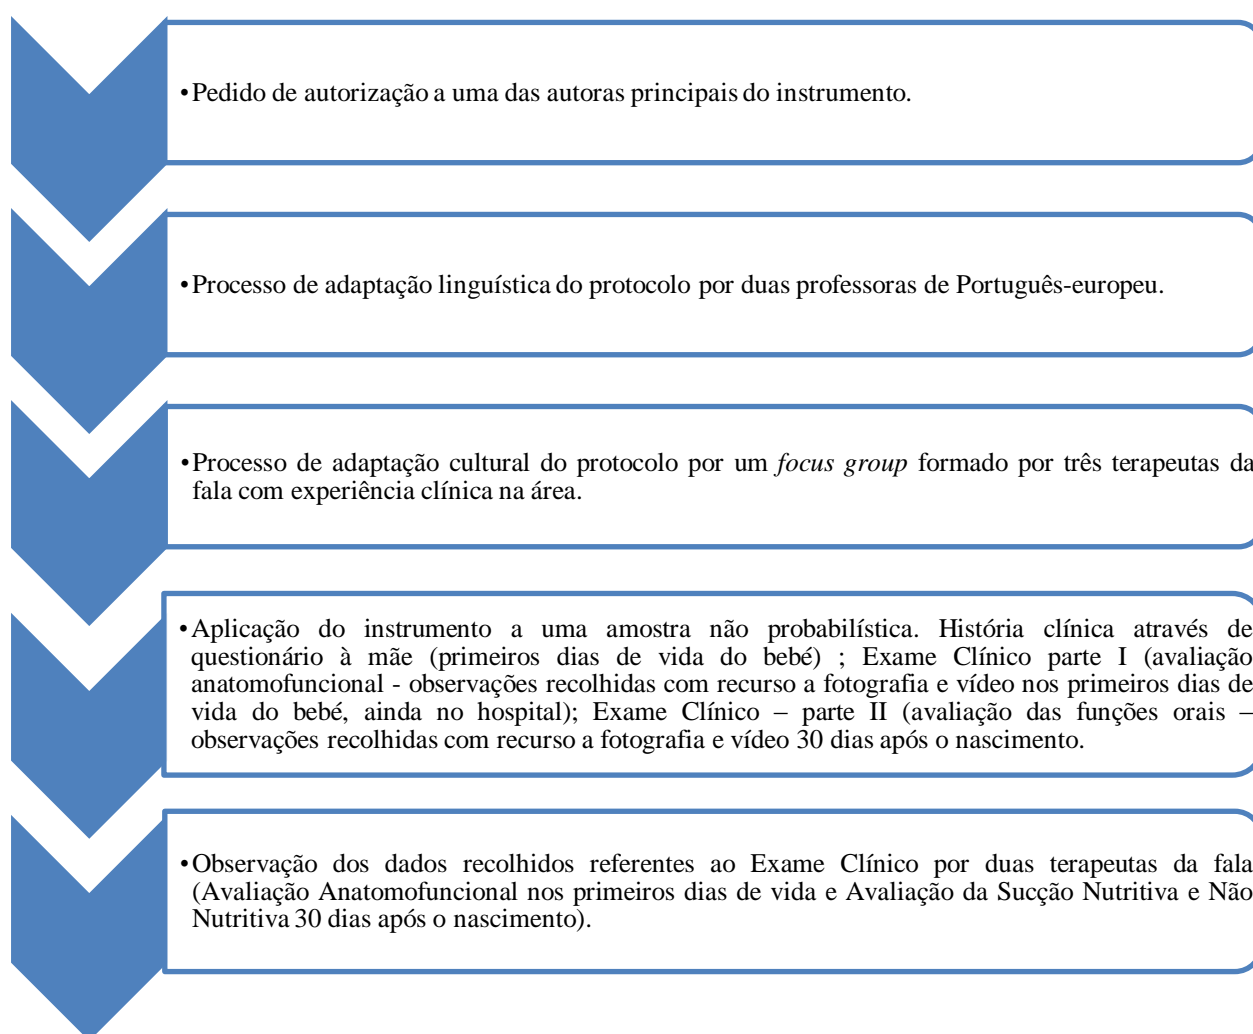 •Pedido de autorização a uma das autoras principais do instrumento.
•Processo de adaptação linguística do protocolo por duas professoras de Português-europeu.
•Processo de adaptação cultural do protocolo por um focus group formado por três terapeutas da
fala com experiência clínica na área.
•Aplicação do instrumento a uma amostra não probabilística. História clínica através de
questionário à mãe (primeiros dias de vida do bebé) ; Exame Clínico parte I (avaliação
anatomofuncional - observações recolhidas com recurso a fotografia e vídeo nos primeiros dias de
vida do bebé, ainda no hospital); Exame Clínico – parte II (avaliação das funções orais –
observações recolhidas com recurso a fotografia e vídeo 30 dias após o nascimento.
•Observação dos dados recolhidos referentes ao Exame Clínico por duas terapeutas da fala
(Avaliação Anatomofuncional nos primeiros dias de vida e Avaliação da Sucção Nutritiva e Não
Nutritiva 30 dias após o nascimento).